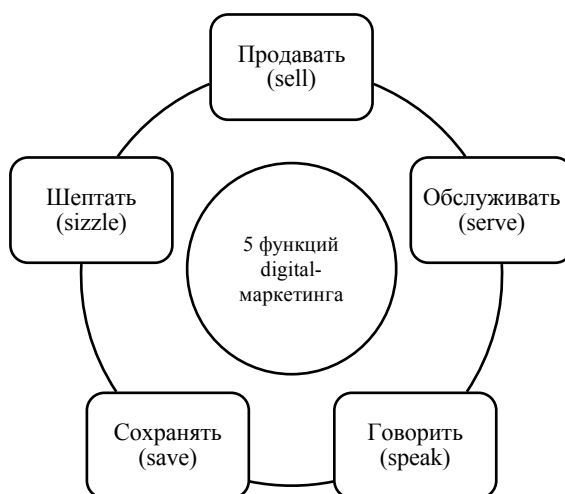 Продавать
(sell)
Шептать
(sizzle)
Обслуживать
(serve)
5 функций
digital-
маркетинга
Сохранять
(save)
Говорить
(speak)